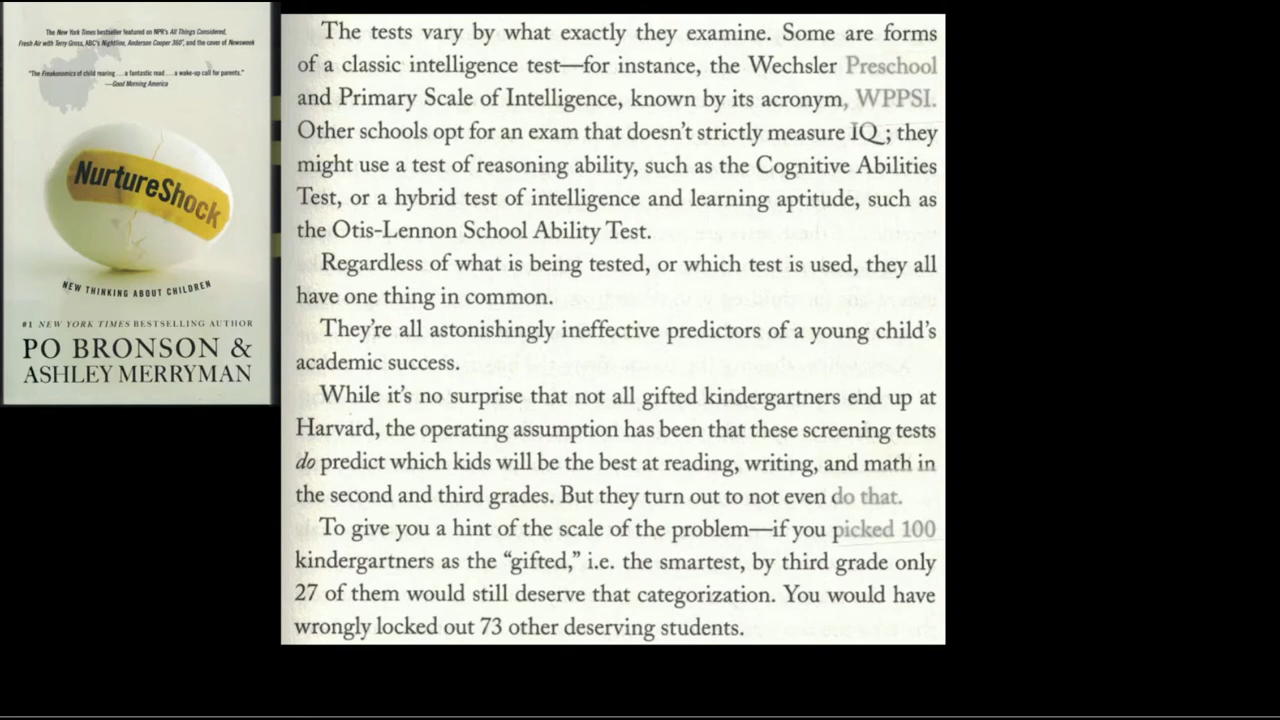 The New York Times bestseller featured on NPR's All Things Considered,
Fresh Air with Terry Gross, ABC's Nightline, Anderson Cooper 360°, and the cover of Newsweek
"The Freakonomics of child rearing . . . a fantastic read . . . a wake-up call for parents."
—Good Morning America
NurtureShock
NEW THINKING ABOUT CHILDREN
#1 NEW YORK TIMES BESTSELLING AUTHOR
PO BRONSON &
ASHLEY MERRYMAN
The tests vary by what exactly they examine. Some are forms
of a classic intelligence test—for instance, the Wechsler Preschool
and Primary Scale of Intelligence, known by its acronym, WPPSI.
Other schools opt for an exam that doesn't strictly measure IQ ; they
might use a test of reasoning ability, such as the Cognitive Abilities
Test, or a hybrid test of intelligence and learning aptitude, such as
the Otis-Lennon School Ability Test.
Regardless of what is being tested, or which test is used, they all
have one thing in common.
They're all astonishingly ineffective predictors of a young child's
academic success.
While it's no surprise that not all gifted kindergartners end up at
Harvard, the operating assumption has been that these screening tests
do predict which kids will be the best at reading, writing, and math in
the second and third grades. But they turn out to not even do that.
To give you a hint of the scale of the problem—if you picked 100
kindergartners as the "gifted," i.e. the smartest, by third grade only
27 of them would still deserve that categorization. You would have
wrongly locked out 73 other deserving students.